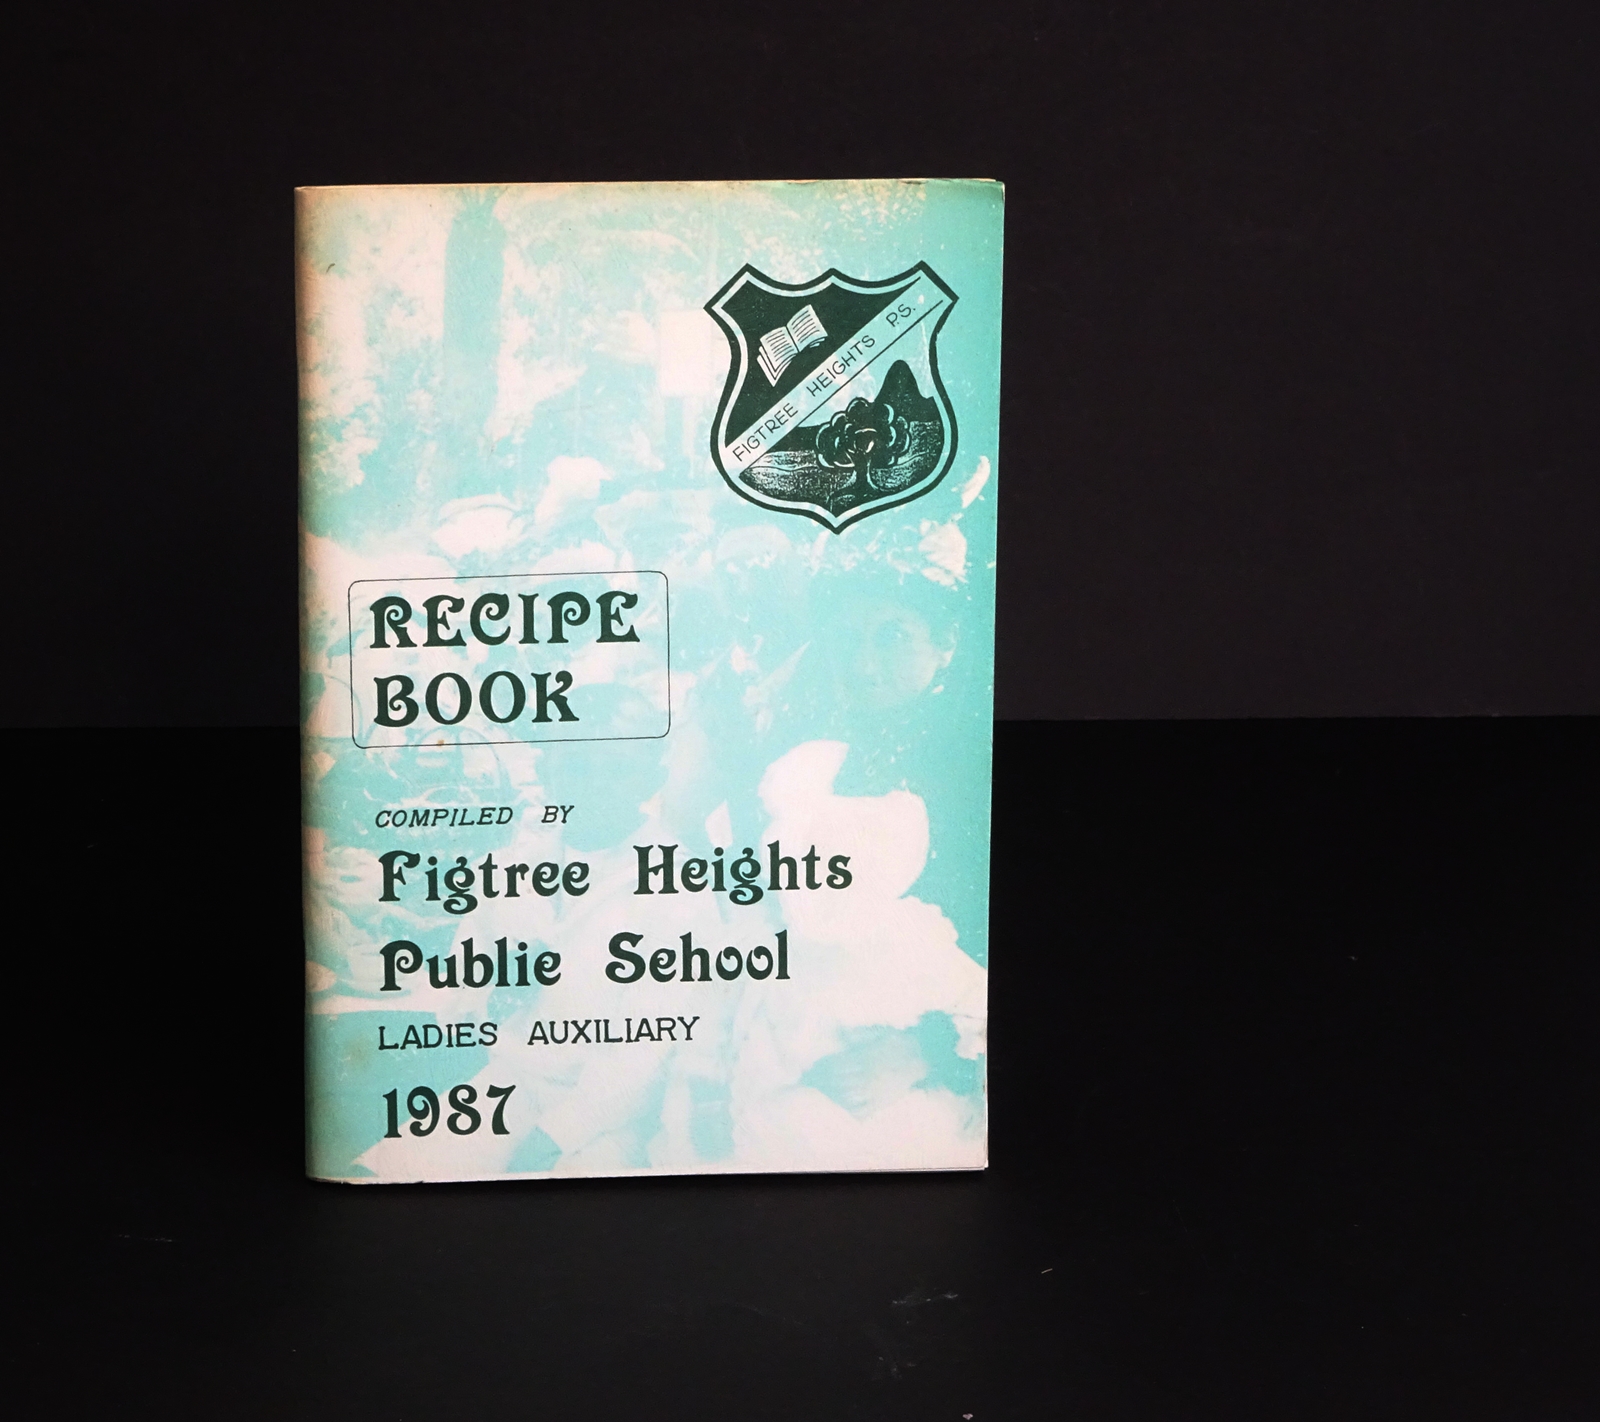 FIGTREE HEIGHTS P.S.
RECIPE
BOOK
COMPILED BY
Figtree Heights
Public School
LADIES AUXILIARY
1987